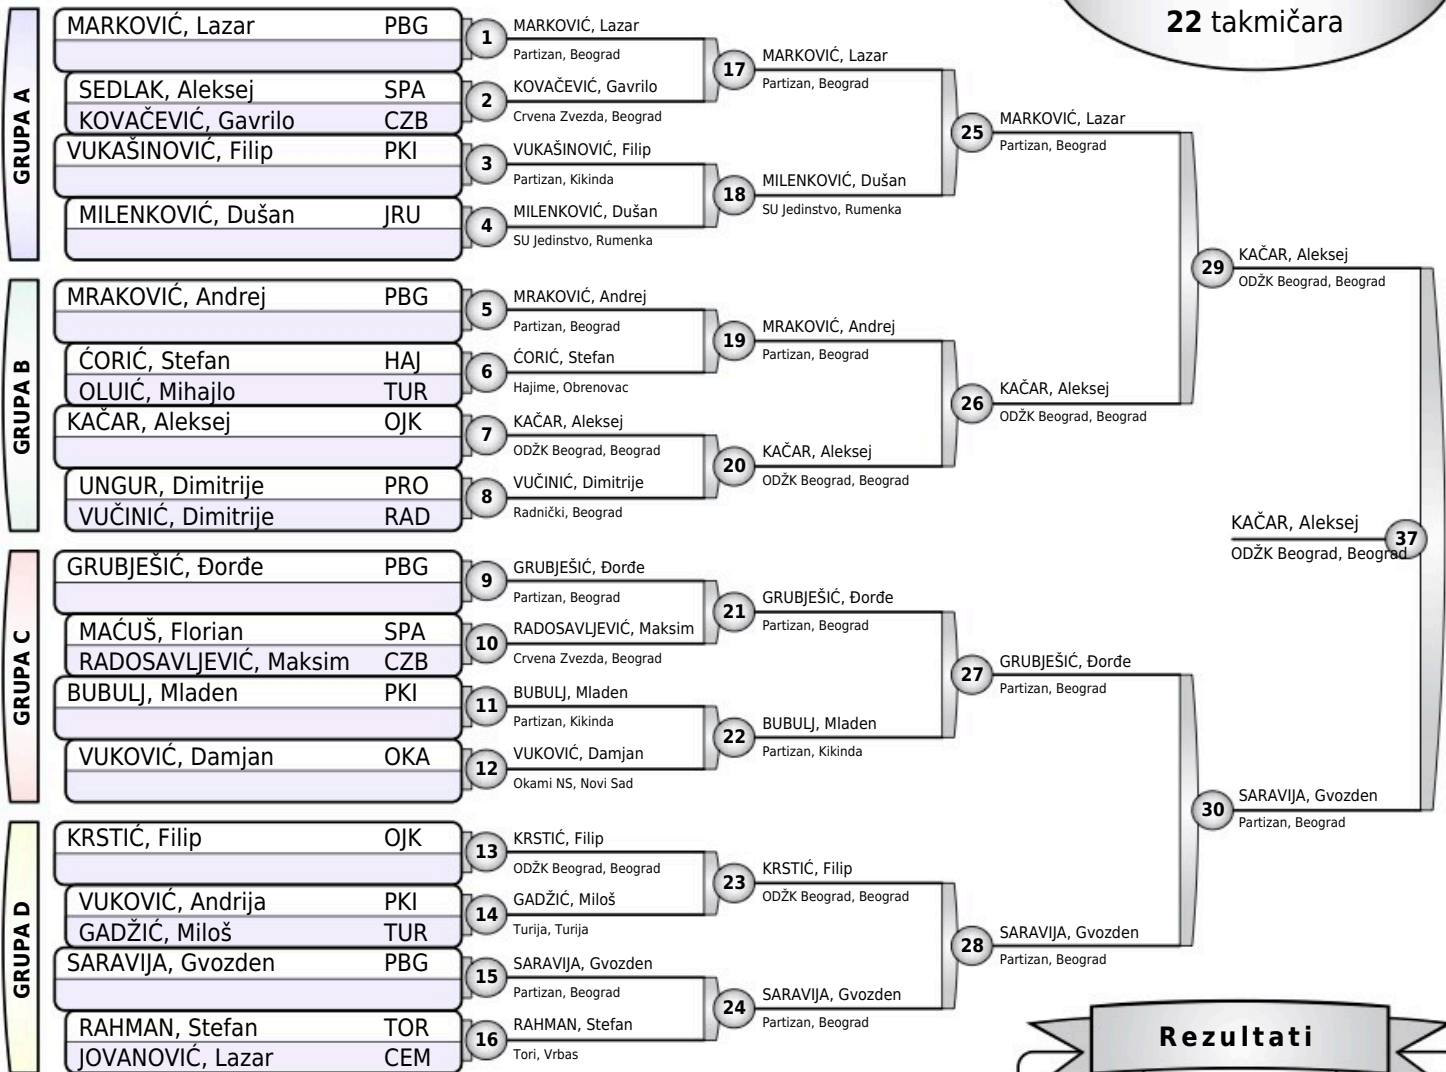 22 takmičara
GRUPA A
MARKOVIĆ, Lazar PBG
SEDLAK, Aleksej SPA
KOVAČEVIĆ, Gavrilo CZB
VUKAŠINOVIĆ, Filip PKI
MILENKOVIĆ, Dušan JRU
1
MARKOVIĆ, Lazar
Partizan, Beograd
2
KOVAČEVIĆ, Gavrilo
Crvena Zvezda, Beograd
3
VUKAŠINOVIĆ, Filip
Partizan, Kikinda
4
MILENKOVIĆ, Dušan
SU Jedinstvo, Rumenka
17
MARKOVIĆ, Lazar
Partizan, Beograd
18
MILENKOVIĆ, Dušan
SU Jedinstvo, Rumenka
25
MARKOVIĆ, Lazar
Partizan, Beograd
GRUPA B
MRAKOVIĆ, Andrej PBG
ĆORIĆ, Stefan HAJ
OLUIĆ, Mihajlo TUR
KAČAR, Aleksej OJK
UNGUR, Dimitrije PRO
VUČINIĆ, Dimitrije RAD
5
MRAKOVIĆ, Andrej
Partizan, Beograd
6
ĆORIĆ, Stefan
Hajime, Obrenovac
7
KAČAR, Aleksej
ODŽK Beograd, Beograd
8
VUČINIĆ, Dimitrije
Radnički, Beograd
19
MRAKOVIĆ, Andrej
Partizan, Beograd
20
KAČAR, Aleksej
ODŽK Beograd, Beograd
26
KAČAR, Aleksej
ODŽK Beograd, Beograd
29
KAČAR, Aleksej
ODŽK Beograd, Beograd
GRUPA C
GRUBJEŠIĆ, Đorđe PBG
MAĆUŠ, Florian SPA
RADOSAVLJEVIĆ, Maksim CZB
BUBULJ, Mladen PKI
VUKOVIĆ, Damjan OKA
9
GRUBJEŠIĆ, Đorđe
Partizan, Beograd
10
RADOSAVLJEVIĆ, Maksim
Crvena Zvezda, Beograd
11
BUBULJ, Mladen
Partizan, Kikinda
12
VUKOVIĆ, Damjan
Okami NS, Novi Sad
21
GRUBJEŠIĆ, Đorđe
Partizan, Beograd
22
BUBULJ, Mladen
Partizan, Kikinda
27
GRUBJEŠIĆ, Đorđe
Partizan, Beograd
GRUPA D
KRSTIĆ, Filip OJK
VUKOVIĆ, Andrija PKI
GADŽIĆ, Miloš TUR
SARAVIJA, Gvozden PBG
RAHMAN, Stefan TOR
JOVANOVIĆ, Lazar CEM
13
KRSTIĆ, Filip
ODŽK Beograd, Beograd
14
GADŽIĆ, Miloš
Turija, Turija
15
SARAVIJA, Gvozden
Partizan, Beograd
16
RAHMAN, Stefan
Tori, Vrbas
23
KRSTIĆ, Filip
ODŽK Beograd, Beograd
24
SARAVIJA, Gvozden
Partizan, Beograd
28
SARAVIJA, Gvozden
Partizan, Beograd
30
SARAVIJA, Gvozden
Partizan, Beograd
KAČAR, Aleksej
37
ODŽK Beograd, Beograd
Rezultati